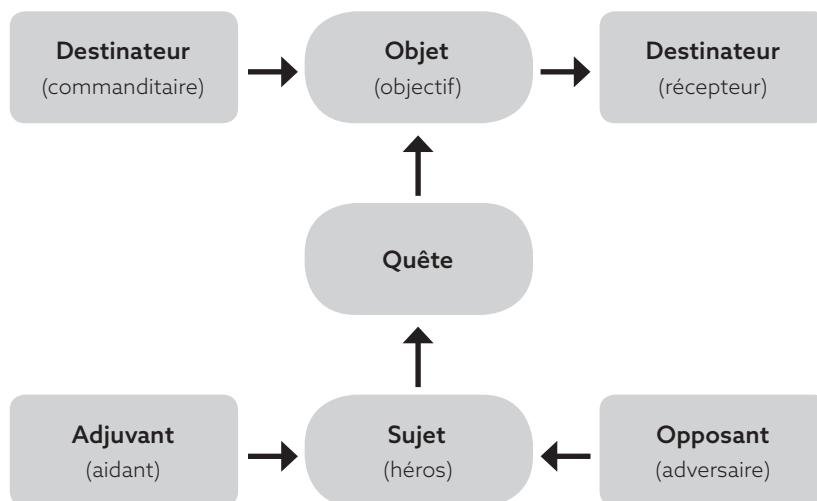 Destinateur
(commanditaire)
Objet
(objectif)
Destinateur
(récepteur)
Quête
Adjuvant
(aidant)
Sujet
(héros)
Opposant
(adversaire)